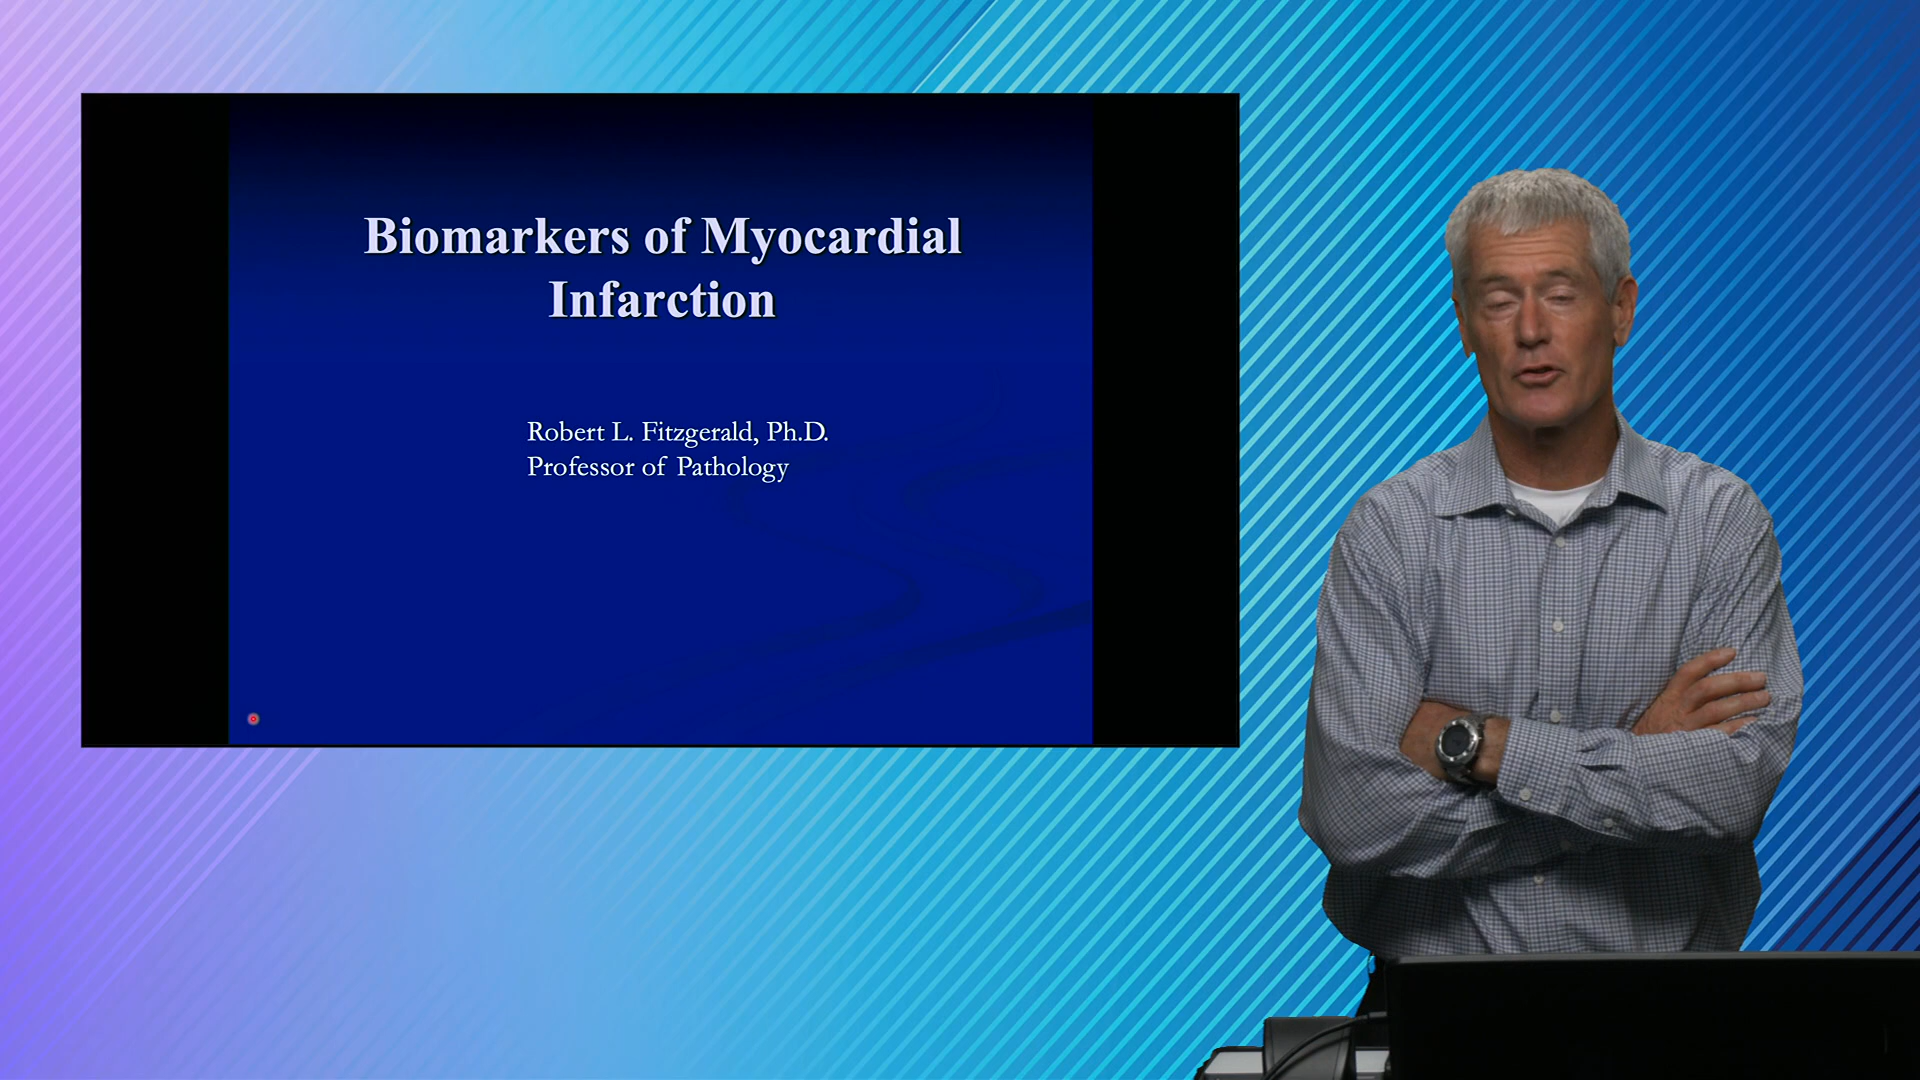 Biomarkers of Myocardial
Infarction
Robert L. Fitzgerald, Ph.D.
Professor of Pathology